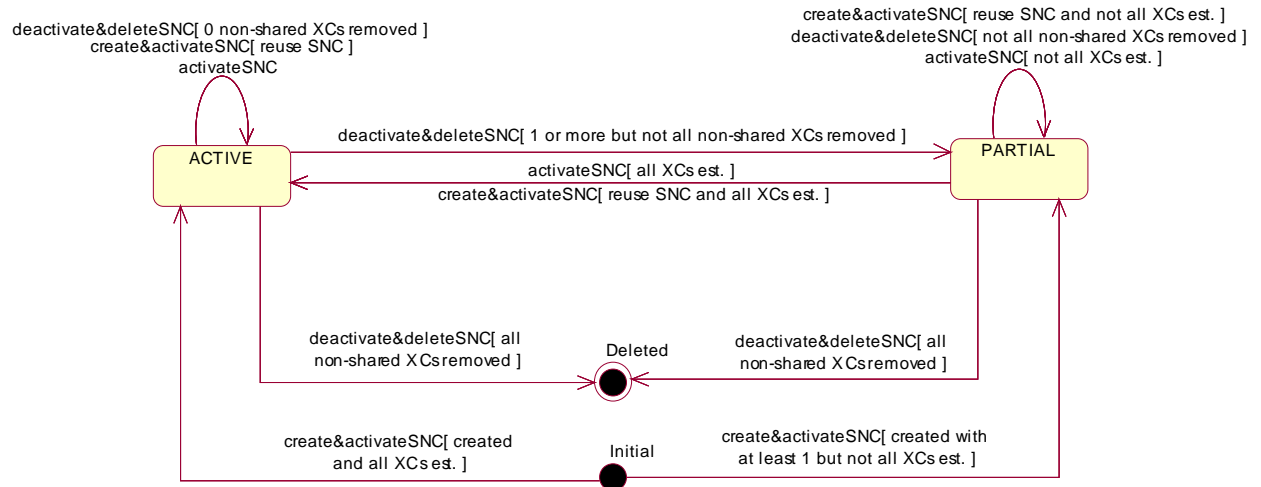 deactivate&deleteSNC[ 0 non-shared XCs removed ]
create&activateSNC[ reuse SNC ]
activateSNC
create&activateSNC[ reuse SNC and not all XCs est. ]
deactivate&deleteSNC[ not all non-shared XCs removed ]
activateSNC[ not all XCs est. ]
deactivate&deleteSNC[ 1 or more but not all non-shared XCs removed ]
ACTIVE
PARTIAL
activateSNC[ all XCs est. ]
create&activateSNC[ reuse SNC and all XCs est. ]
deactivate&deleteSNC[ all
non-shared XCs removed ]
Deleted
deactivate&deleteSNC[ all
non-shared XCs removed ]
create&activateSNC[ created
and all XCs est. ]
Initial
create&activateSNC[ created with
at least 1 but not all XCs est. ]